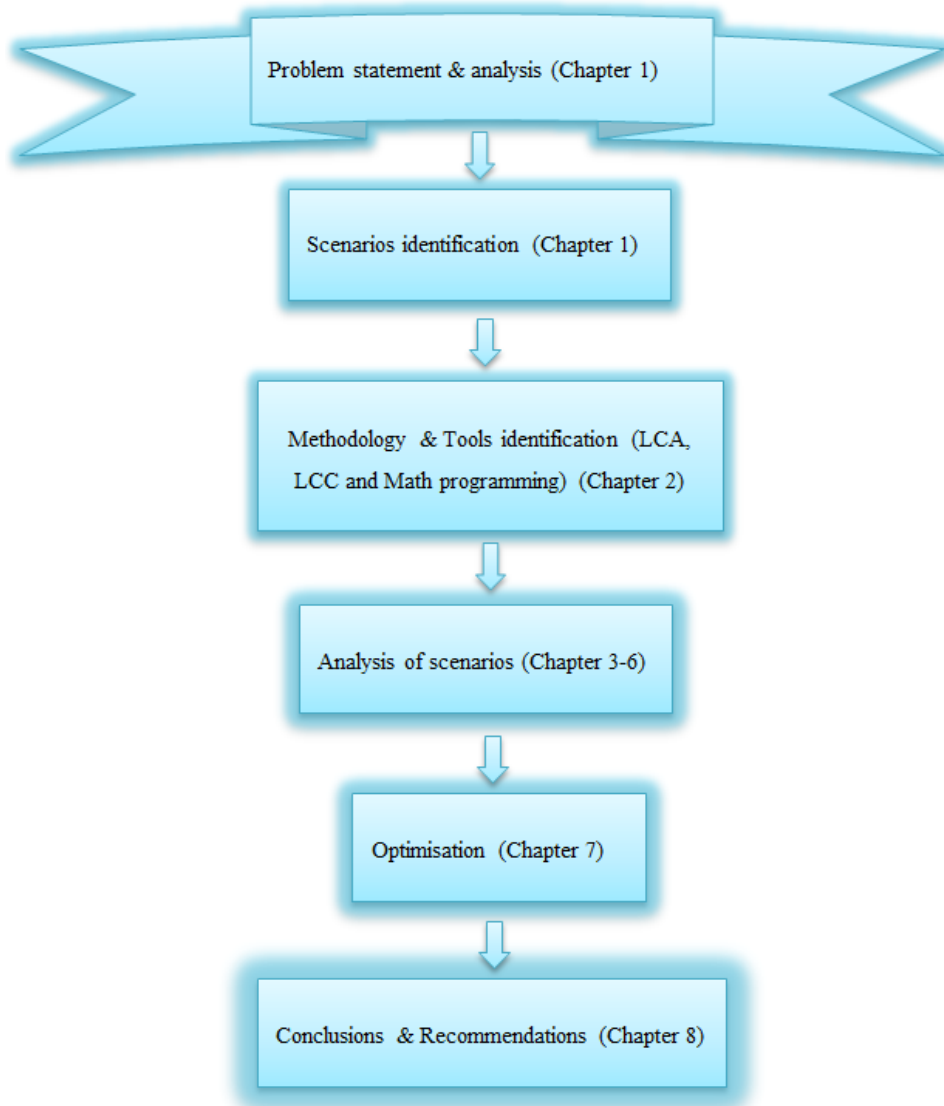 Problem statement & analysis (Chapter 1)
Scenarios identification (Chapter 1)
Methodology & Tools identification (LCA,
LCC and Math programming) (Chapter 2)
Analysis of scenarios (Chapter 3-6)
Optimisation (Chapter 7)
Conclusions & Recommendations (Chapter 8)